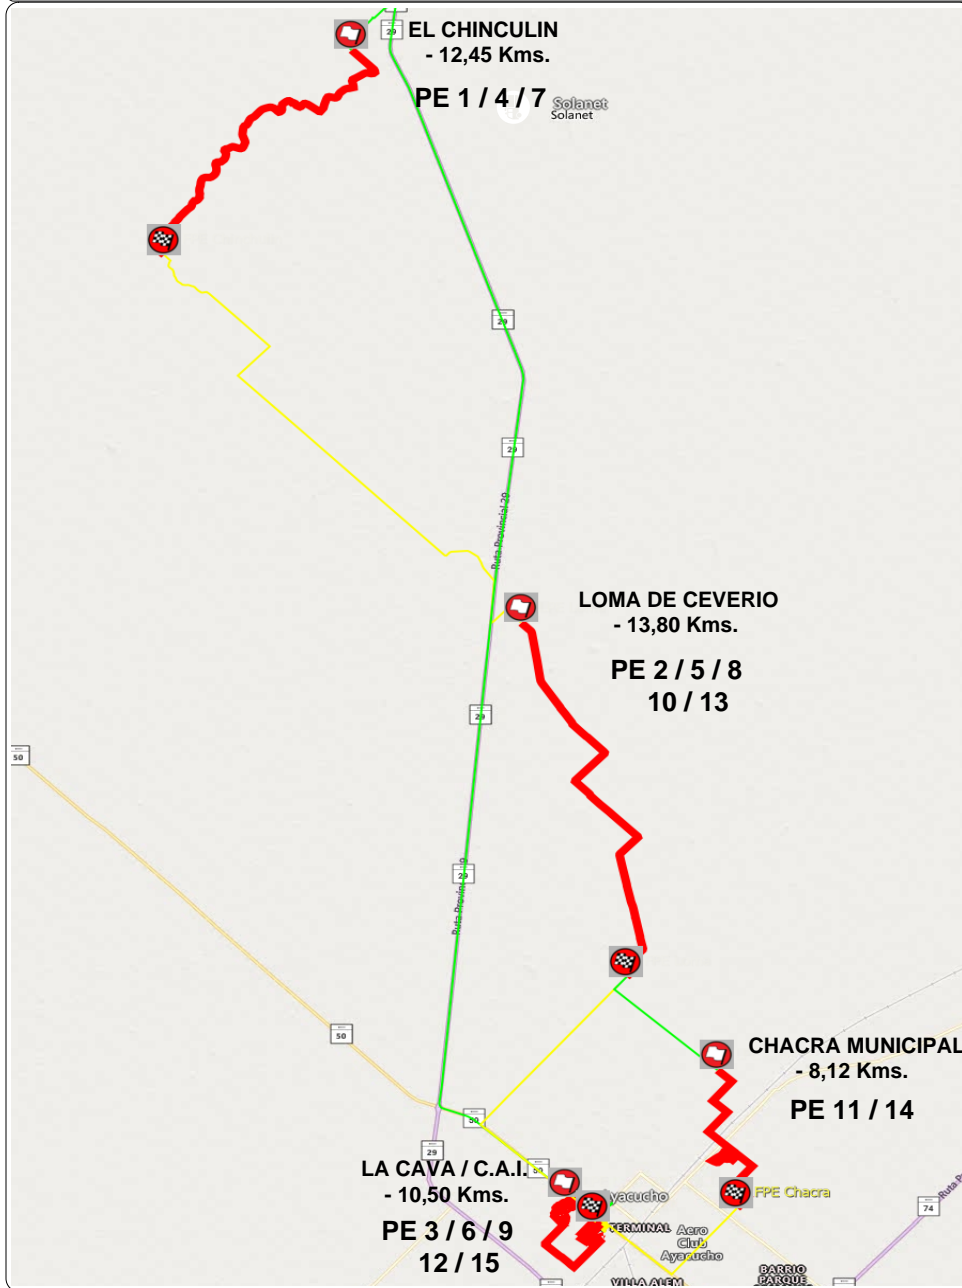 29
EL CHINCULIN
- 12,45 Kms.
PE 1 / 4 / 7
Solanet
Solanet
29
29
Ruta Provincial 29
LOMA DE CEVERIO
- 13,80 Kms.
PE 2 / 5 / 8
10 / 13
29
50
29
50
CHACRA MUNICIPAL
- 8,12 Kms.
PE 11 / 14
50
29
50
LA CAVA / C.A.I.
- 10,50 Kms.
PE 3 / 6 / 9
12 / 15
yacucho
TERMINAL
FPE Chacra
Aero
Club
Ayacucho
74
BARRIO
PARQUE
VILLA ALEM